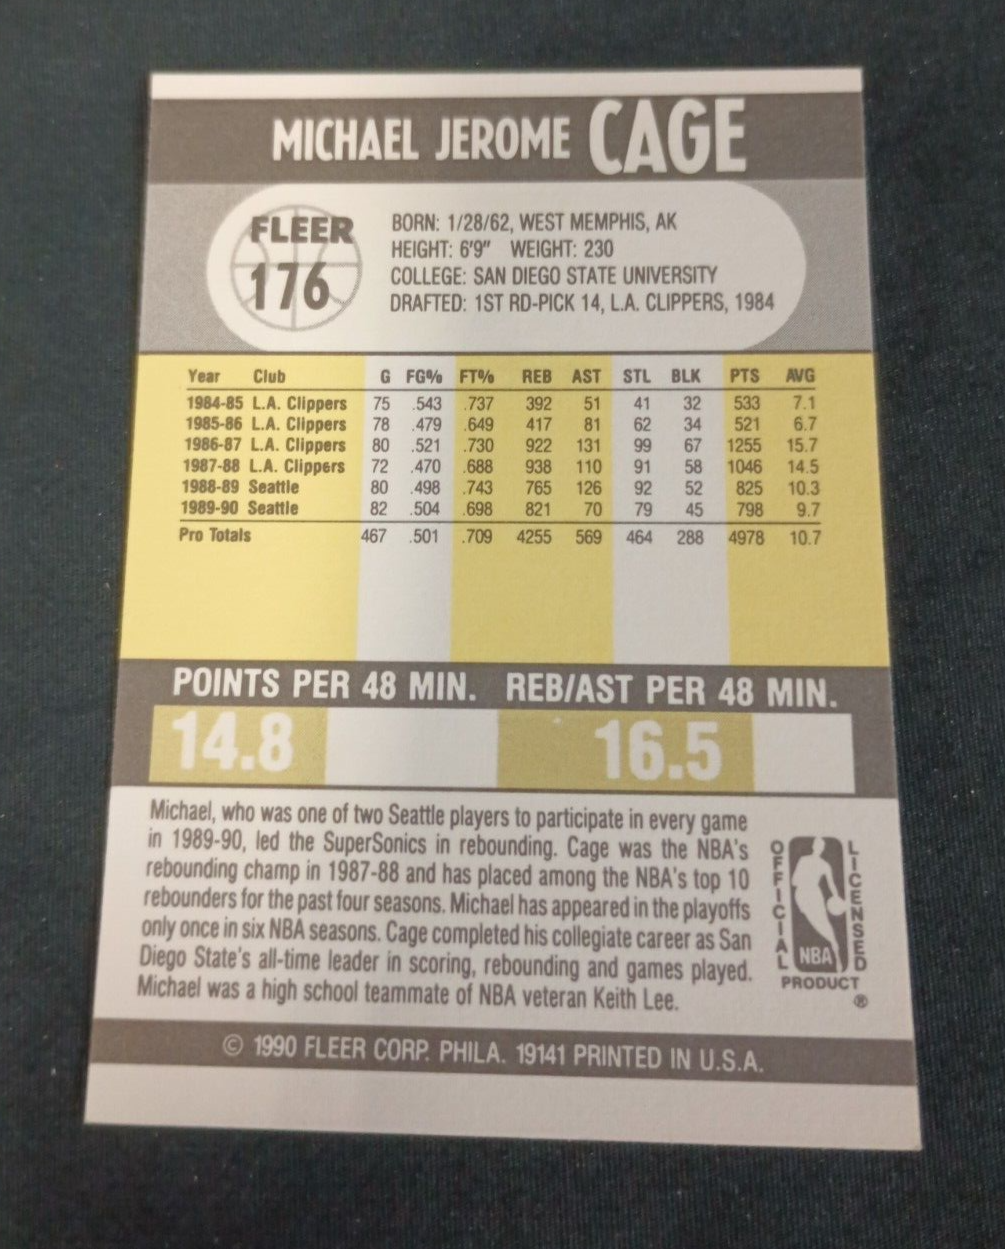 MICHAEL JEROME CAGE
FLEER
176
BORN: 1/28/62, WEST MEMPHIS, AK
HEIGHT: 6'9" WEIGHT: 230
COLLEGE: SAN DIEGO STATE UNIVERSITY
DRAFTED: 1ST RD-PICK 14, L.A. CLIPPERS, 1984
Year Club G FG% FT% REB AST STL BLK PTS AVG
1984-85 L.A. Clippers 75 .543 .737 392 51 41 32 533 7.1
1985-86 L.A. Clippers 78 .479 .649 417 81 62 34 521 6.7
1986-87 L.A. Clippers 80 .521 .730 922 131 99 67 1255 15.7
1987-88 L.A. Clippers 72 .470 .688 938 110 91 58 1046 14.5
1988-89 Seattle 80 .498 .743 765 126 92 52 825 10.3
1989-90 Seattle 82 .504 .698 821 70 79 45 798 9.7
Pro Totals 467 .501 .709 4255 569 464 288 4978 10.7
POINTS PER 48 MIN. REB/AST PER 48 MIN.
14.8 16.5
Michael, who was one of two Seattle players to participate in every game
in 1989-90, led the SuperSonics in rebounding. Cage was the NBA's
rebounding champ in 1987-88 and has placed among the NBA's top 10
rebounders for the past four seasons. Michael has appeared in the playoffs
only once in six NBA seasons. Cage completed his collegiate career as San
Diego State's all-time leader in scoring, rebounding and games played.
Michael was a high school teammate of NBA veteran Keith Lee.
OFFICIAL
LICENSED
NBA
PRODUCT
®
© 1990 FLEER CORP. PHILA. 19141 PRINTED IN U.S.A.